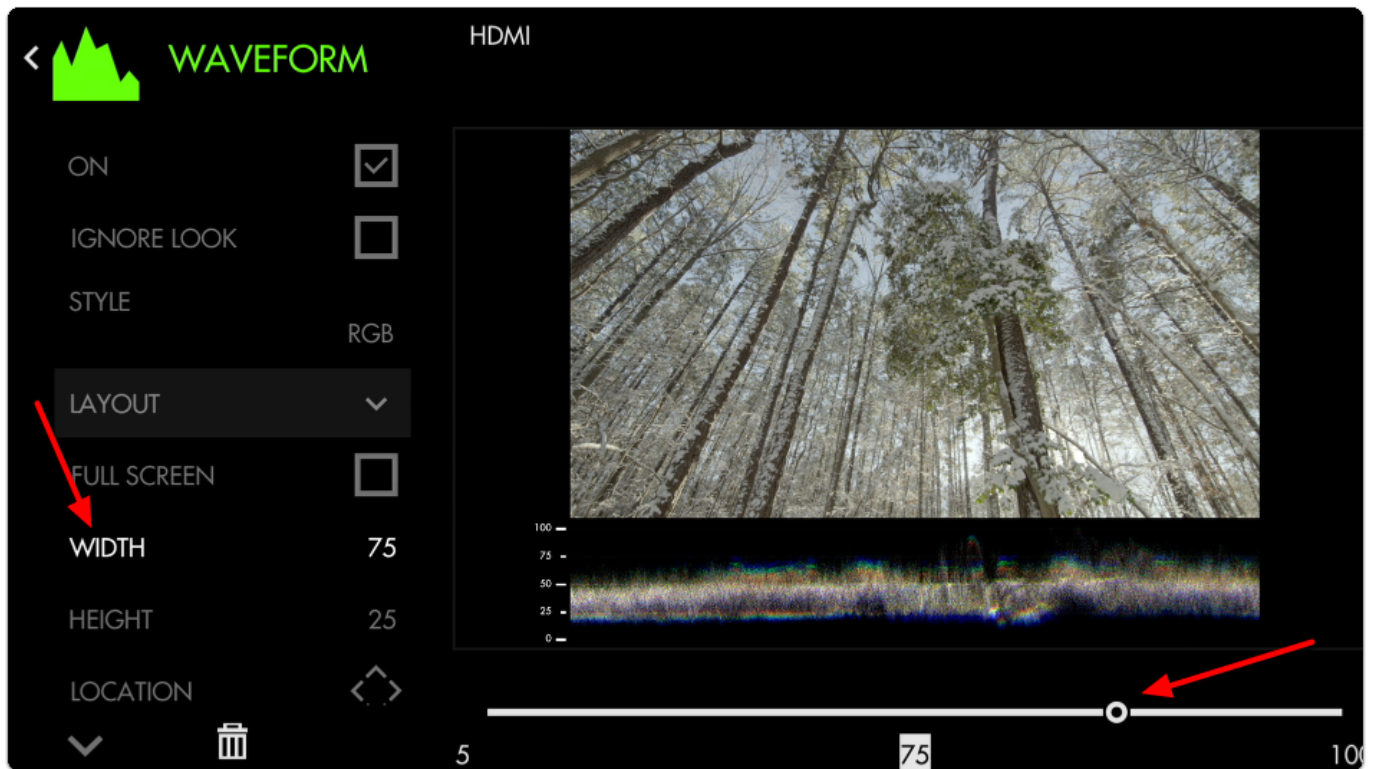 WAVEFORM
HDMI
ON
IGNORE LOOK
STYLE
RGB
LAYOUT
FULL SCREEN
WIDTH 75
HEIGHT 25
LOCATION
100
75
50
25
0
5 75 100